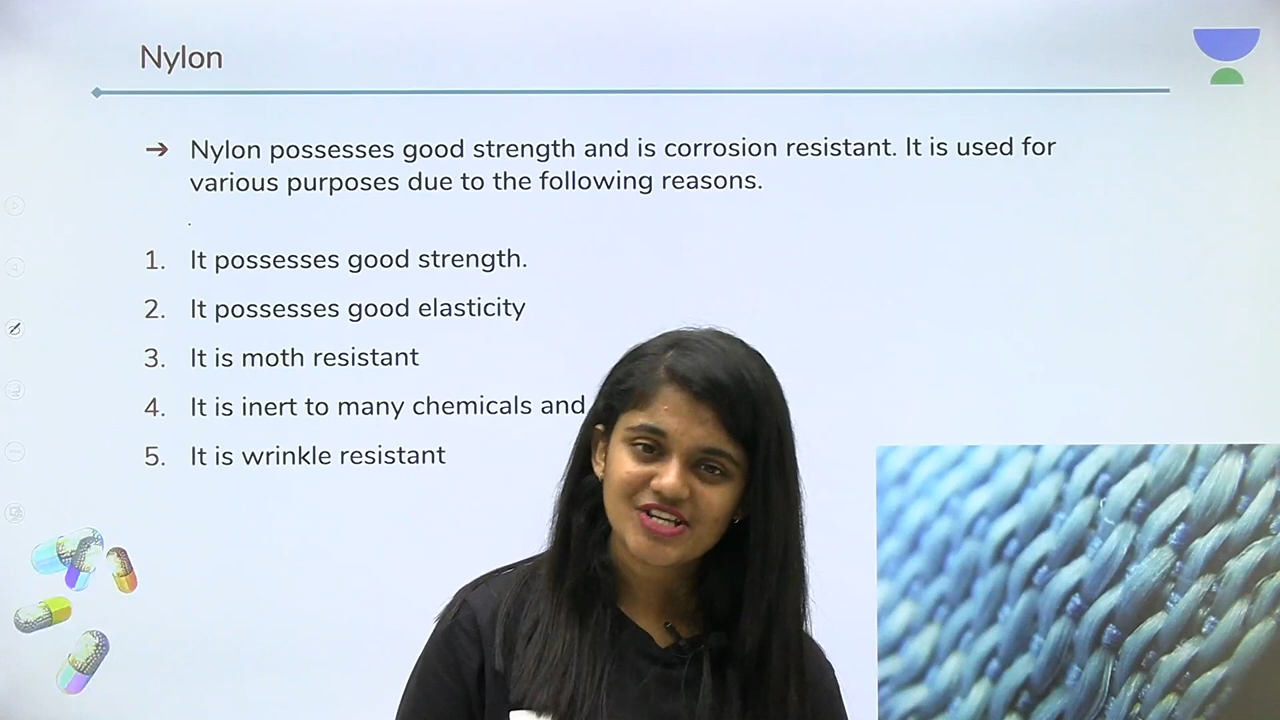 Nylon
➔ Nylon possesses good strength and is corrosion resistant. It is used for
various purposes due to the following reasons.
.
1. It possesses good strength.
2. It possesses good elasticity
3. It is moth resistant
4. It is inert to many chemicals and
5. It is wrinkle resistant